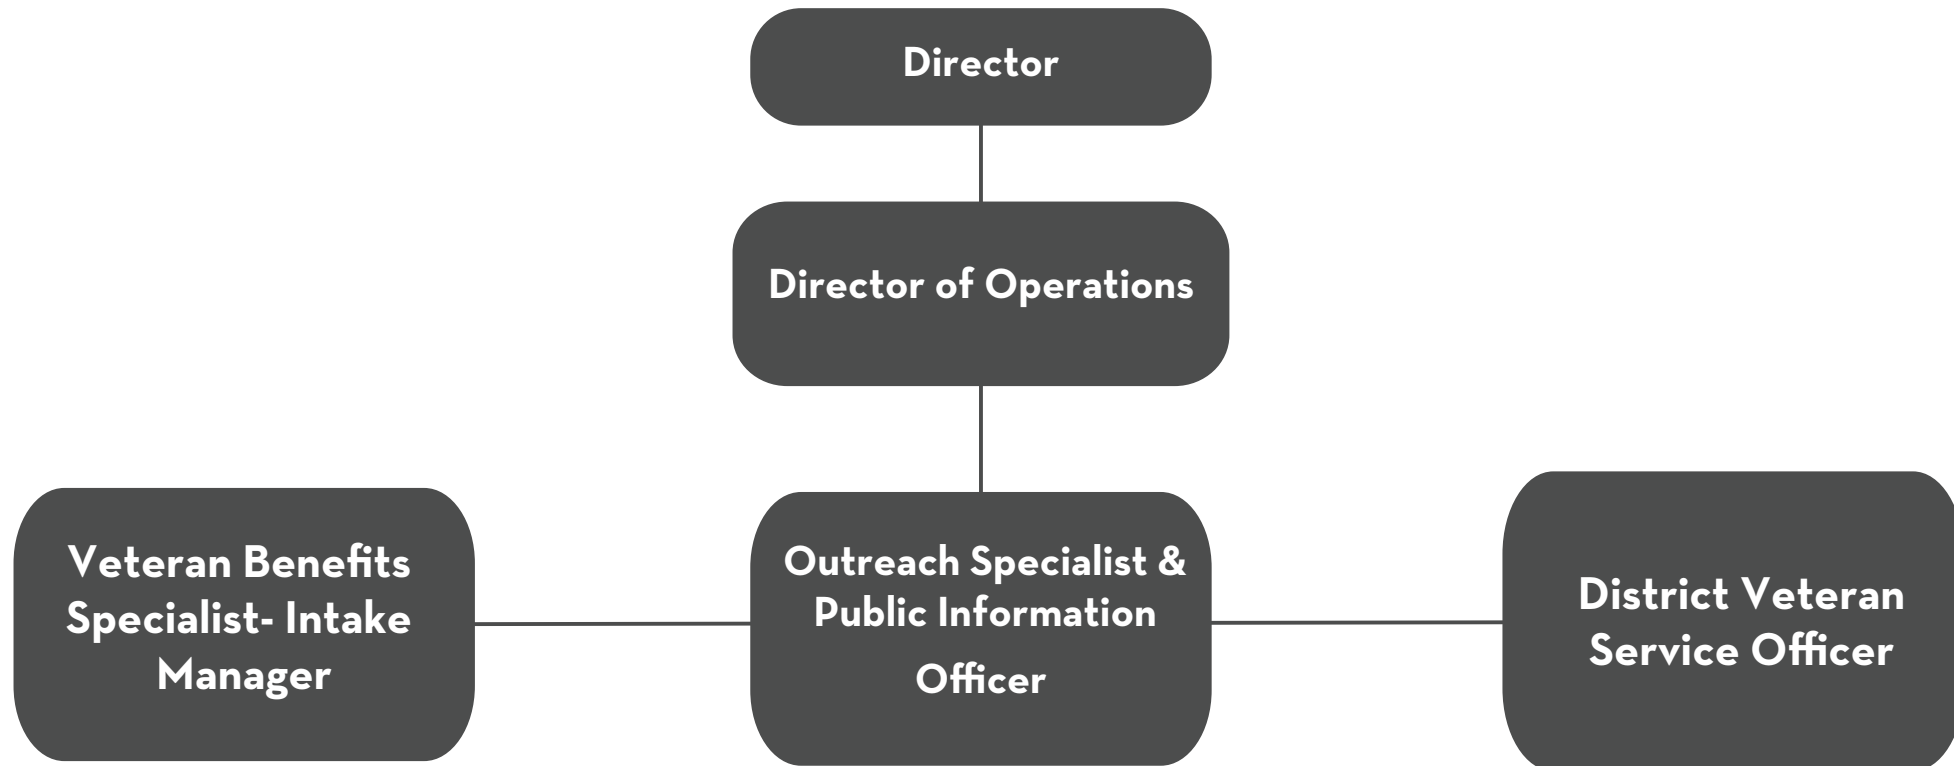 Director
Director of Operations
Veteran Benefits
Specialist- Intake
Manager
Outreach Specialist &
Public Information
Officer
District Veteran
Service Officer